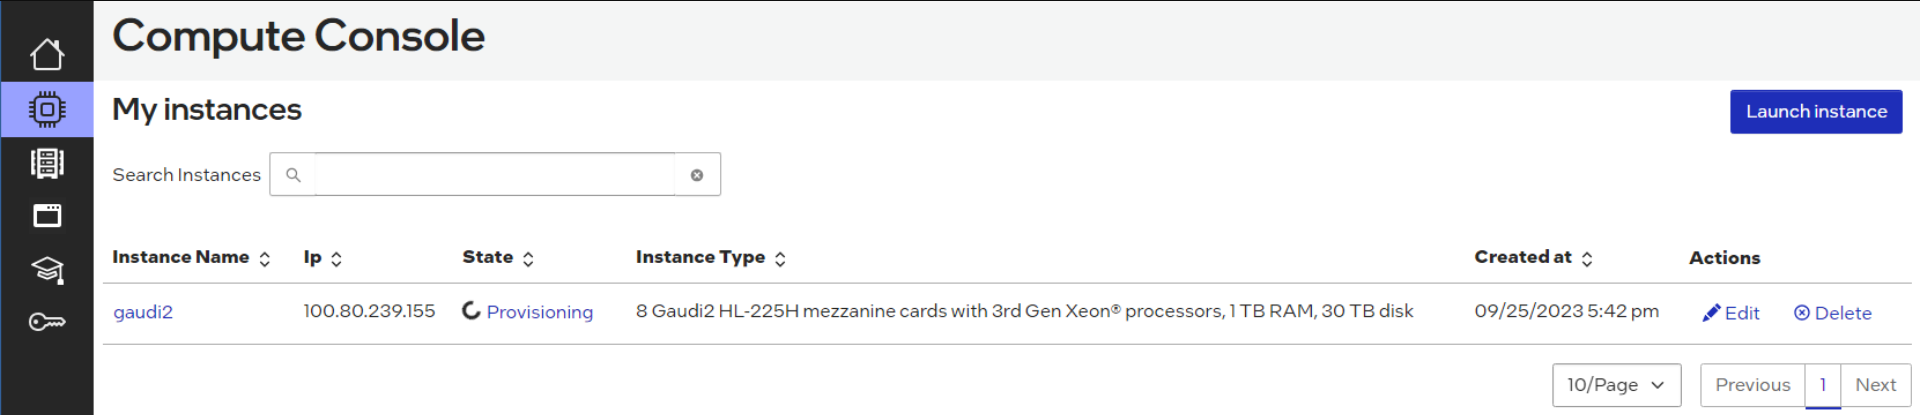 Compute Console
My instances
Launch instance
Search Instances
Instance Name Ip State Instance Type Created at Actions
gaudi2 100.80.239.155 Provisioning 8 Gaudi2 HL-225H mezzanine cards with 3rd Gen Xeon® processors, 1 TB RAM, 30 TB disk 09/25/2023 5:42 pm Edit Delete
10/Page Previous 1 Next